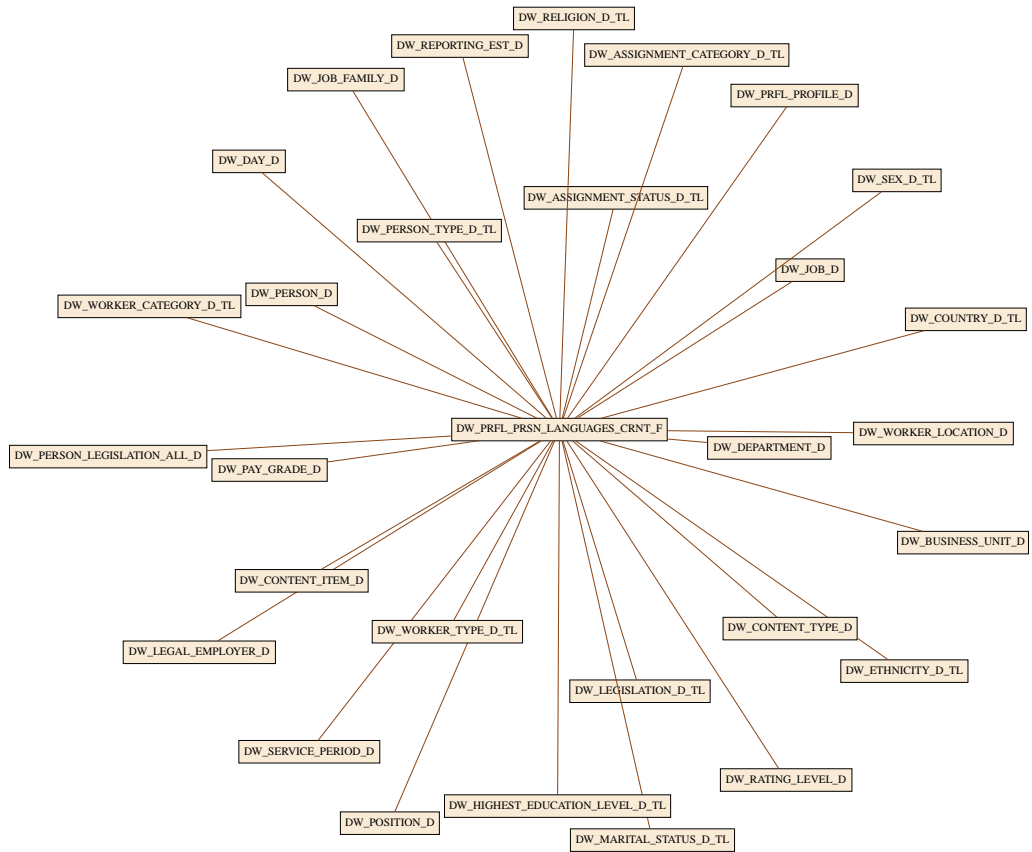 DW_RELIGION_D_TL
DW_REPORTING_EST_D
DW_ASSIGNMENT_CATEGORY_D_TL
DW_JOB_FAMILY_D
DW_PRFL_PROFILE_D
DW_DAY_D
DW_SEX_D_TL
DW_ASSIGNMENT_STATUS_D_TL
DW_PERSON_TYPE_D_TL
DW_JOB_D
DW_PERSON_D
DW_WORKER_CATEGORY_D_TL
DW_COUNTRY_D_TL
DW_PRFL_PRSN_LANGUAGES_CRNT_F
DW_WORKER_LOCATION_D
DW_DEPARTMENT_D
DW_PERSON_LEGISLATION_ALL_D
DW_PAY_GRADE_D
DW_BUSINESS_UNIT_D
DW_CONTENT_ITEM_D
DW_CONTENT_TYPE_D
DW_WORKER_TYPE_D_TL
DW_LEGAL_EMPLOYER_D
DW_ETHNICITY_D_TL
DW_LEGISLATION_D_TL
DW_SERVICE_PERIOD_D
DW_RATING_LEVEL_D
DW_HIGHEST_EDUCATION_LEVEL_D_TL
DW_POSITION_D
DW_MARITAL_STATUS_D_TL